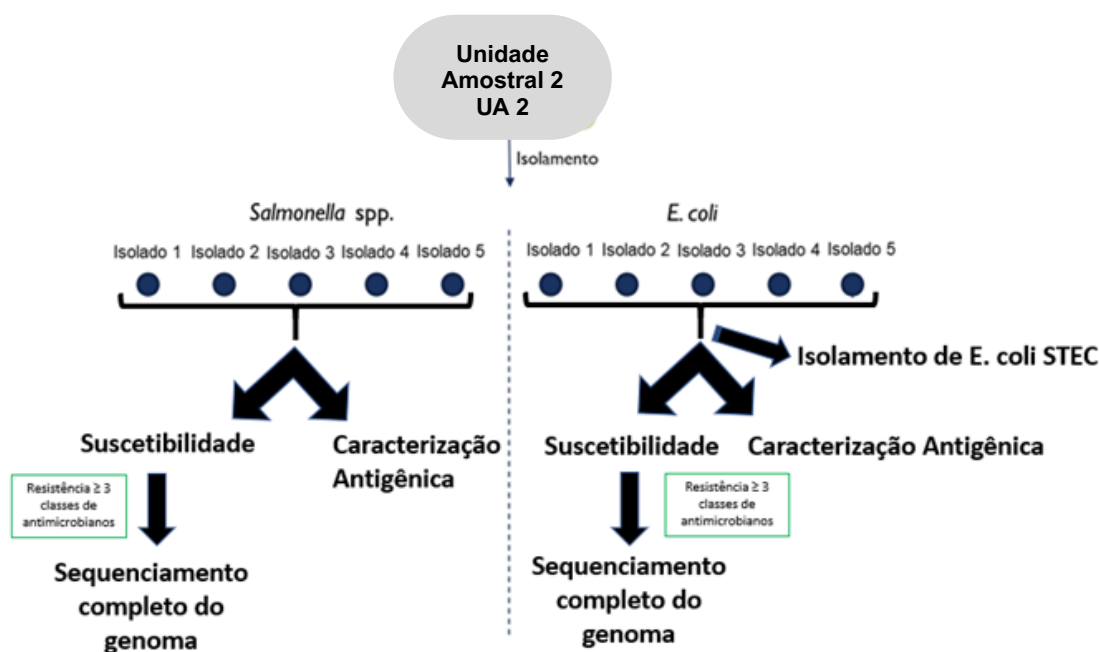 Unidade
Amostral 2
UA 2
Isolamento
Salmonella spp.
Isolado 1 Isolado 2 Isolado 3 Isolado 4 Isolado 5
Suscetibilidade
Caracterização
Antigênica
Resistência ≥ 3
classes de
antimicrobianos
Sequenciamento
completo do
genoma
E. coli
Isolado 1 Isolado 2 Isolado 3 Isolado 4 Isolado 5
Isolamento de E. coli STEC
Suscetibilidade
Caracterização Antigênica
Resistência ≥ 3
classes de
antimicrobianos
Sequenciamento
completo do
genoma